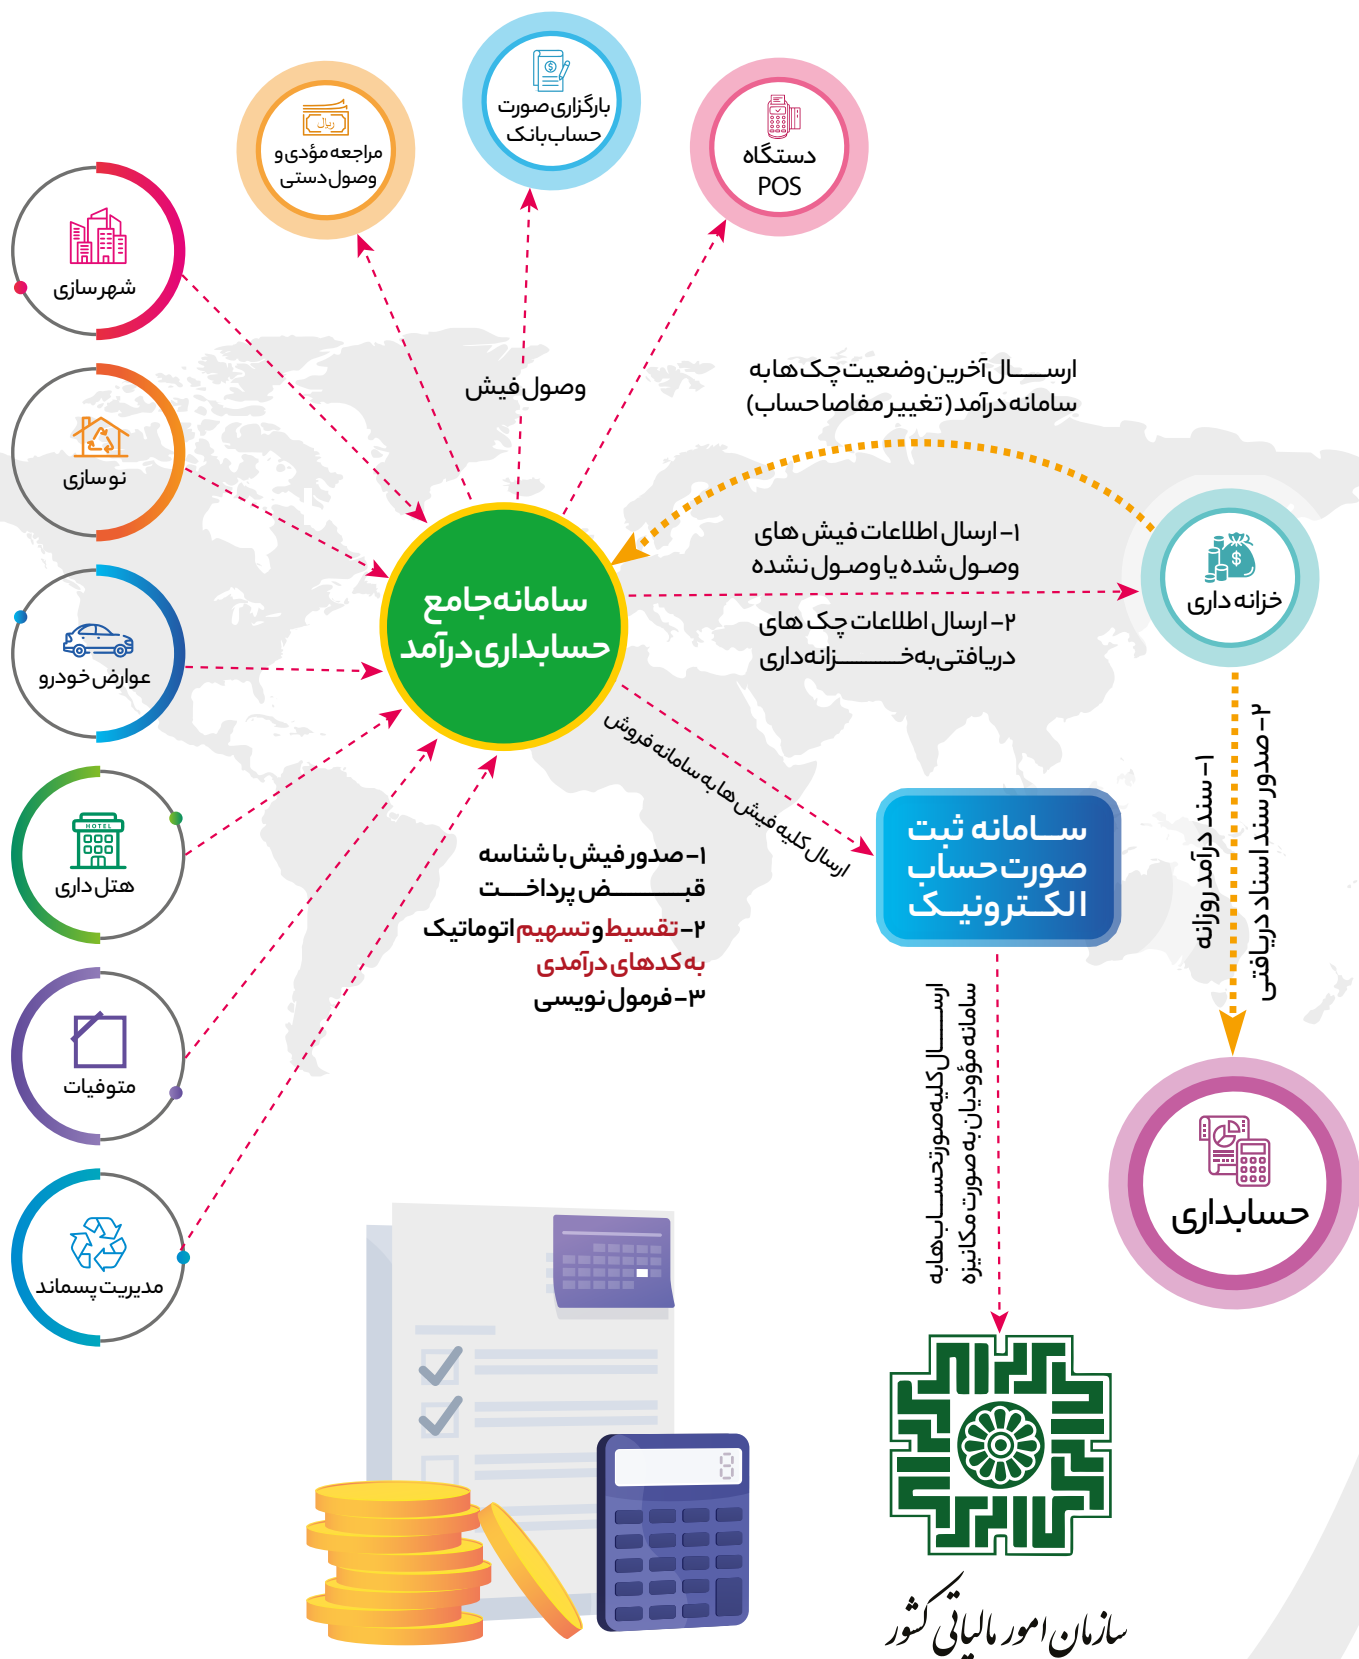 بارگزاری صورت
حساب بانک
مراجعه مؤدی و
وصول دستی
دستگاه
POS
شهرسازی
نوسازی
عوارض خودرو
HOTEL
هتل داری
متوفیات
مدیریت پسماند
وصول فیش
ارسال آخرین وضعیت چک ها به
سامانه درآمد (تغییر مفاصا حساب)
۱- ارسال اطلاعات فیش های
وصول شده یا وصول نشده
۲- ارسال اطلاعات چک های
دریافتی به خزانه داری
خزانه داری
سامانه جامع
حسابداری درآمد
ارسال کلیه فیش ها به سامانه فروش
سامانه ثبت
صورت حساب
الکترونیک
۱- صدور فیش با شناسه
قبض پرداخت
۲- تقسیط و تسهیم اتوماتیک
به کدهای درآمدی
۳- فرمول نویسی
۱- سند درآمد روزانه
۲- صدور سند اسناد دریافتی
حسابداری
ارسال کلیه صورتحساب ها به
سامانه مؤودیان به صورت مکانیزه
سازمان امور مالیاتی کشور
ریال